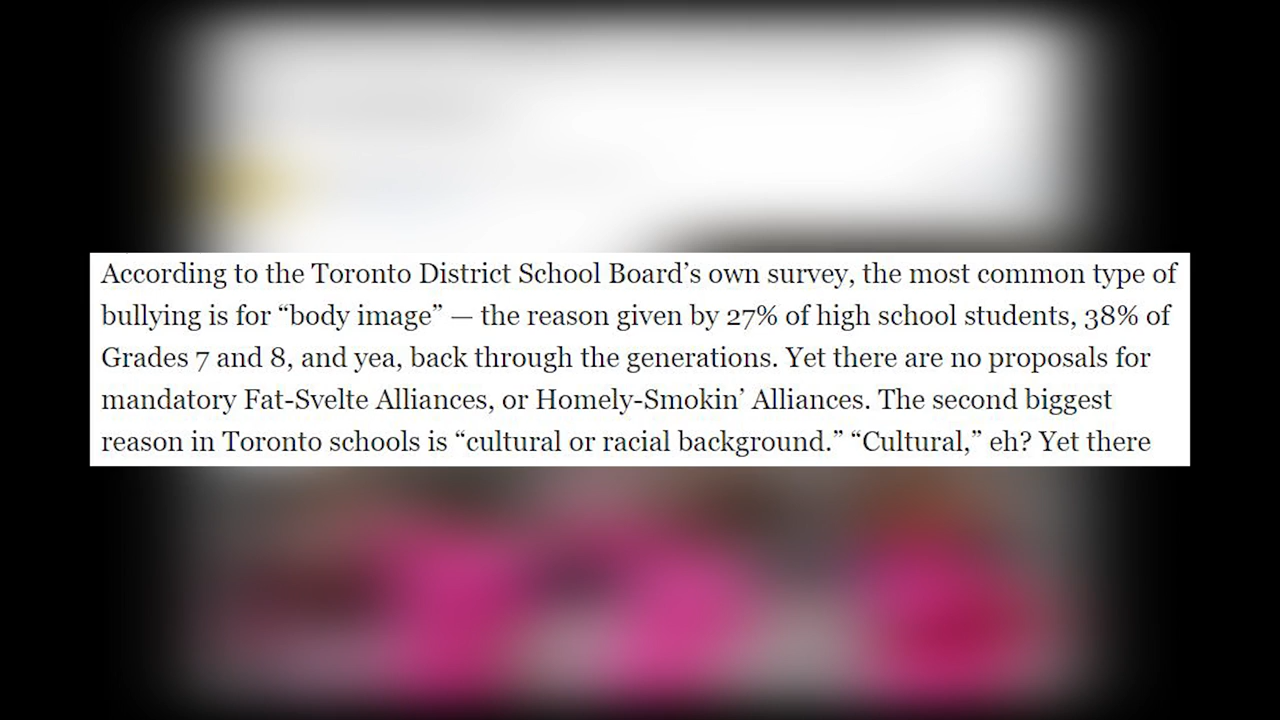 According to the Toronto District School Board’s own survey, the most common type of
bullying is for “body image” — the reason given by 27% of high school students, 38% of
Grades 7 and 8, and yea, back through the generations. Yet there are no proposals for
mandatory Fat-Svelte Alliances, or Homely-Smokin’ Alliances. The second biggest
reason in Toronto schools is “cultural or racial background.” “Cultural,” eh? Yet there